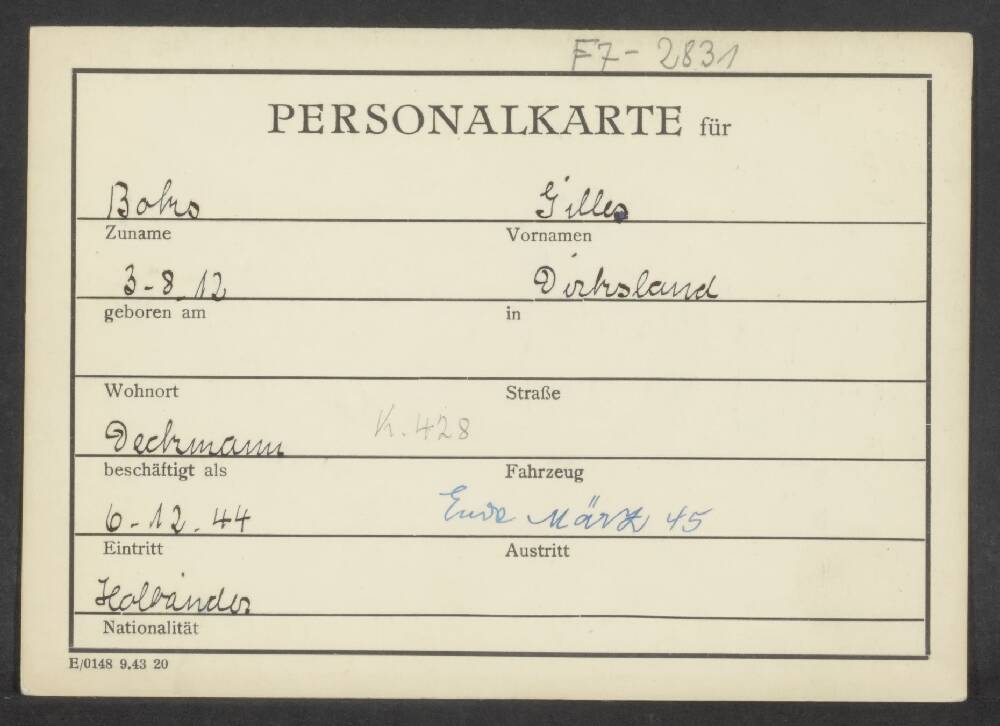 F7-2831
PERSONALKARTE für
Boks Gilles
Zuname Vornamen
3-8-12 Dirksland
geboren am in
Wohnort Straße
Deckmann K. 428
beschäftigt als Fahrzeug
6-12-44 Ende März 45
Eintritt Austritt
Holländer
Nationalität
E/0148 9.43 20